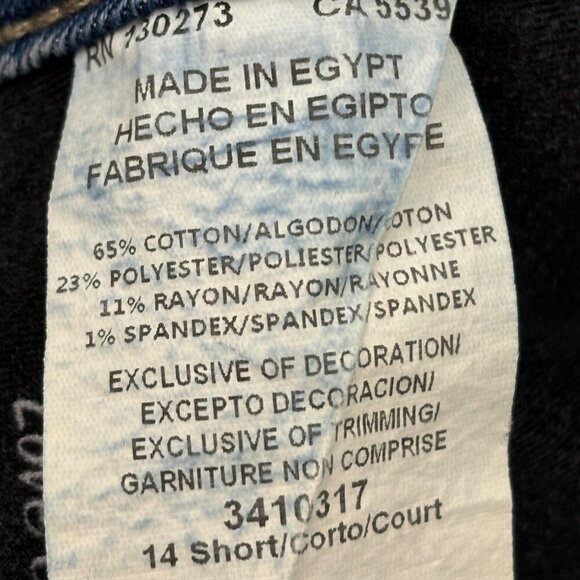 RN 130273 CA 5539
MADE IN EGYPT
HECHO EN EGIPTO
FABRIQUE EN EGYPE
65% COTTON/ALGODON/COTON
23% POLYESTER/POLIESTER/POLYESTER
11% RAYON/RAYON/RAYONNE
1% SPANDEX/SPANDEX/SPANDEX
EXCLUSIVE OF DECORATION/
EXCEPTO DECORACION/
EXCLUSIVE OF TRIMMING/
GARNITURE NON COMPRISE
3410317
14 Short/Corto/Court